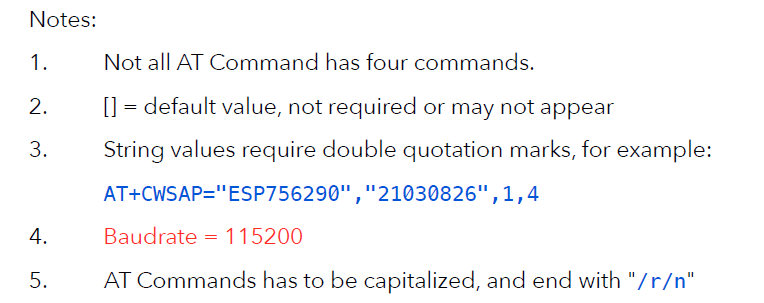 Notes:
1. Not all AT Command has four commands.
2. [] = default value, not required or may not appear
3. String values require double quotation marks, for example:
AT+CWSAP="ESP756290","21030826",1,4
4. Baudrate = 115200
5. AT Commands has to be capitalized, and end with "/r/n"